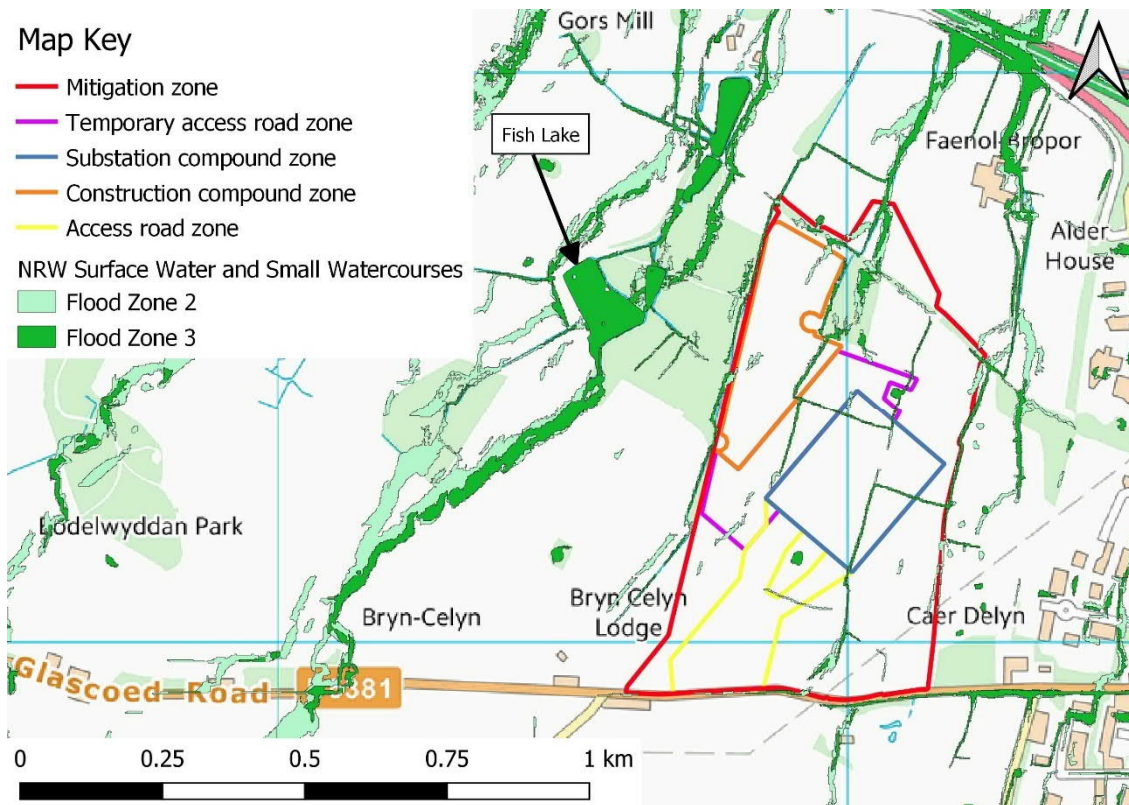 Map Key
Mitigation zone
Temporary access road zone
Substation compound zone
Construction compound zone
Access road zone
NRW Surface Water and Small Watercourses
Flood Zone 2
Flood Zone 3
Gors Mill
Fish Lake
Faenol-Bropor
Alder
House
Bodelwyddan Park
Bryn-Celyn
Bryn Celyn
Lodge
Caer Delyn
Glascoed Road
0 0.25 0.5 0.75 1 km